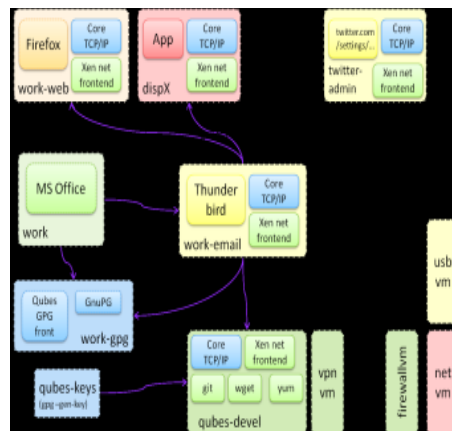 Firefox
Core
TCP/IP
Xen net
frontend
work-web
App
Core
TCP/IP
Xen net
frontend
dispX
twitter.com
/settings/...
Core
TCP/IP
twitter-
admin
Xen net
frontend
MS Office
work
Thunder
bird
Core
TCP/IP
Xen net
frontend
work-email
usb
vm
Qubes
GPG
front
GnuPG
work-gpg
qubes-keys
(gpg --gen-key)
Core
TCP/IP
Xen net
frontend
git
wget
yum
qubes-devel
vpn
vm
firewallvm
net
vm